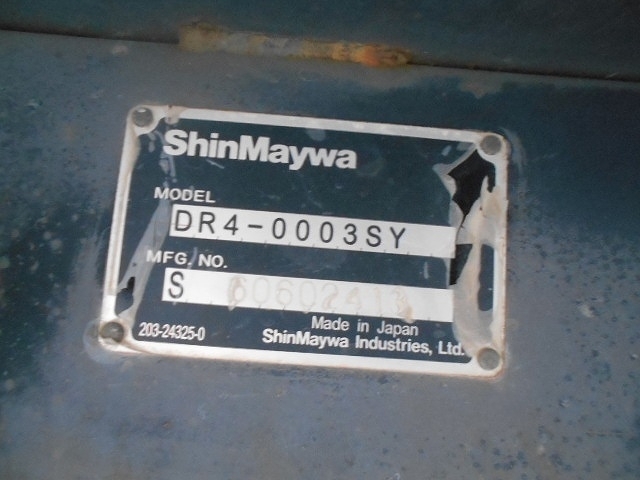 ShinMaywa
MODEL
DR4-0003SY
MFG. NO.
S
203-24325-0
Made in Japan
ShinMaywa Industries, Ltd.